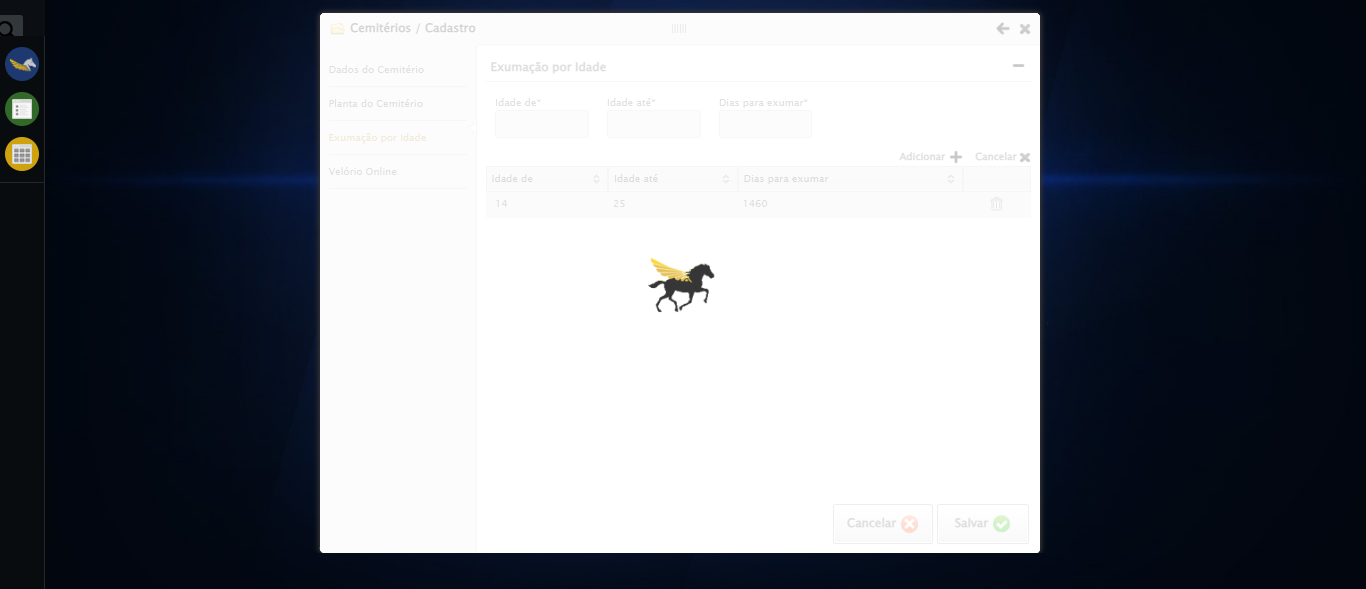 Cemitérios / Cadastro
Dados do Cemitério
Planta do Cemitério
Exumação por Idade
Velório Online
Exumação por Idade
Idade de* Idade até* Dias para exumar*
Adicionar Cancelar
Idade de Idade até Dias para exumar
14 25 1460
Cancelar Salvar